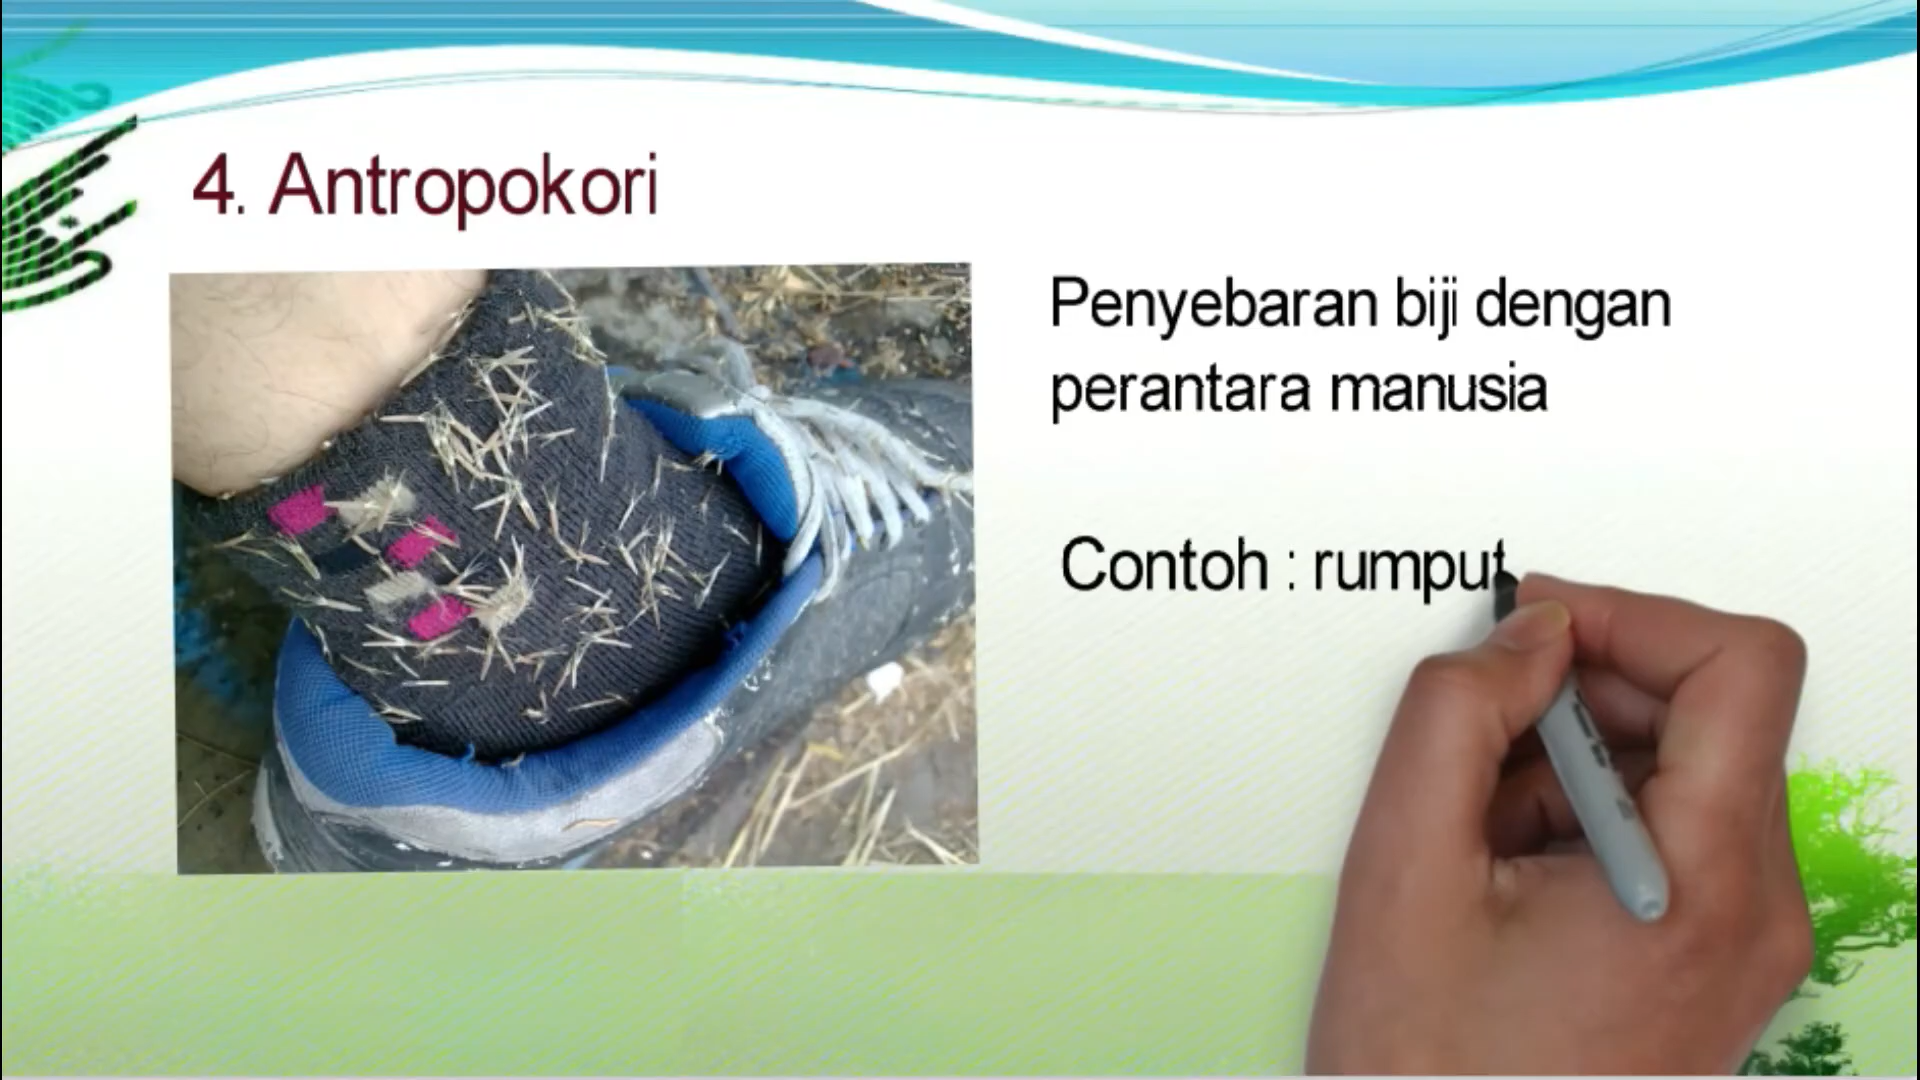 4. Antropokori
Penyebaran biji dengan
perantara manusia
Contoh : rumput